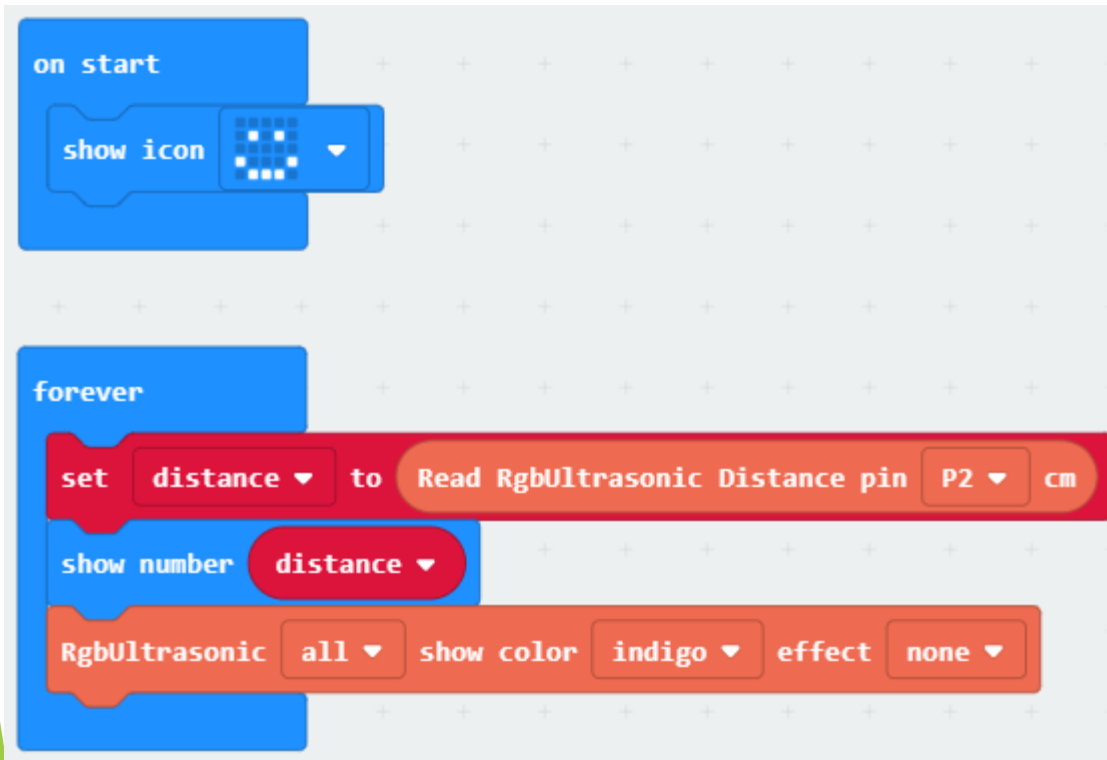 on start
show icon
forever
set distance to Read RgbUltrasonic Distance pin P2 cm
show number distance
RgbUltrasonic all show color indigo effect none